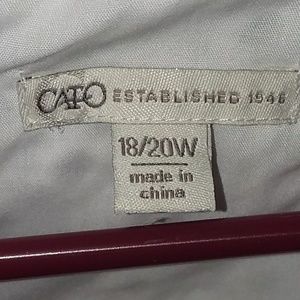 CATO ESTABLISHED 1946
18/20W
made in
china